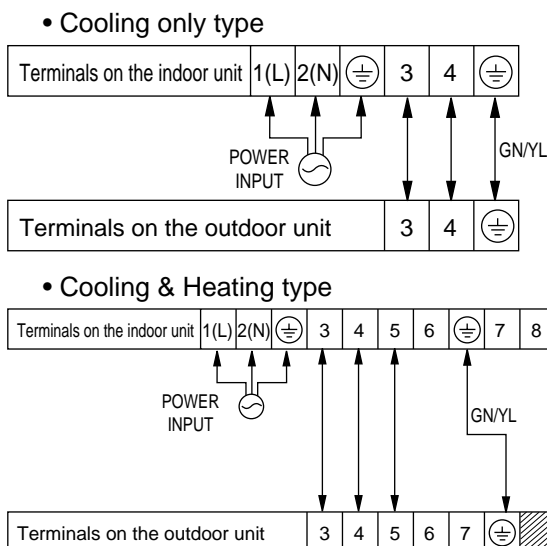 • Cooling only type
Terminals on the indoor unit 1(L) 2(N) ⏚ 3 4 ⏚
POWER
INPUT
GN/YL
Terminals on the outdoor unit 3 4 ⏚
• Cooling & Heating type
Terminals on the indoor unit 1(L) 2(N) ⏚ 3 4 5 6 ⏚ 7 8
POWER
INPUT
GN/YL
Terminals on the outdoor unit 3 4 5 6 7 ⏚